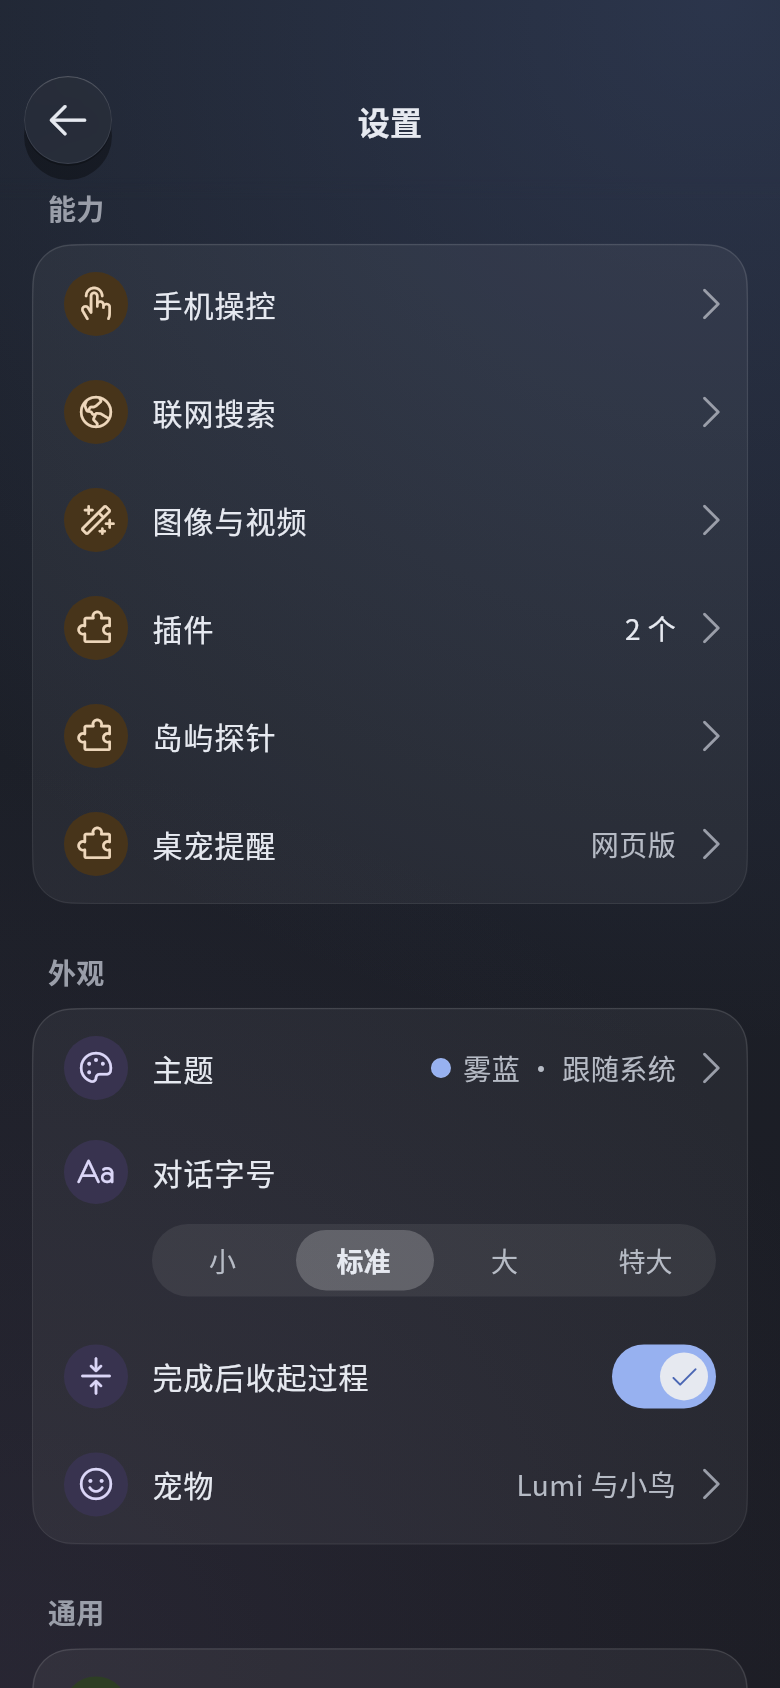 设置
能力
手机操控
联网搜索
图像与视频
插件 2 个
岛屿探针
桌宠提醒 网页版
外观
主题 雾蓝 · 跟随系统
Aa 对话字号
小 标准 大 特大
完成后收起过程
宠物 Lumi 与小鸟
通用